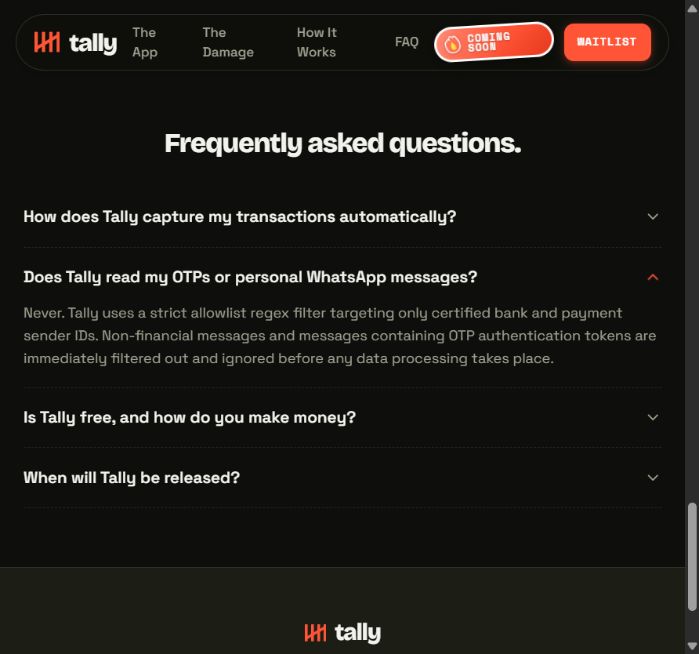 tally
The App
The Damage
How It Works
FAQ
COMING SOON
WAITLIST
Frequently asked questions.
How does Tally capture my transactions automatically?
Does Tally read my OTPs or personal WhatsApp messages?
Never. Tally uses a strict allowlist regex filter targeting only certified bank and payment
sender IDs. Non-financial messages and messages containing OTP authentication tokens are
immediately filtered out and ignored before any data processing takes place.
Is Tally free, and how do you make money?
When will Tally be released?
tally